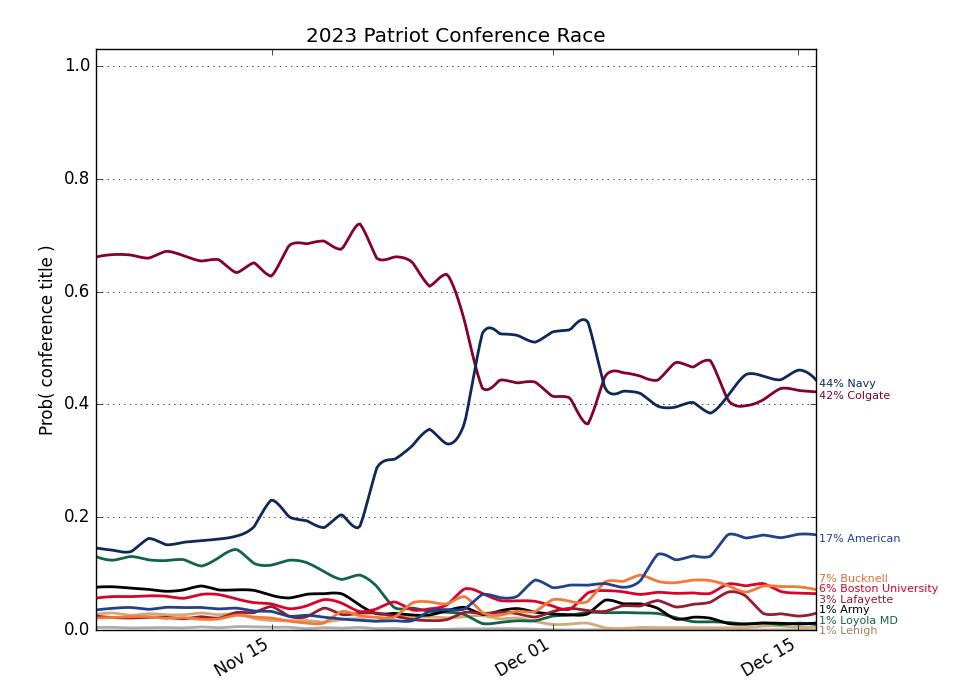 2023 Patriot Conference Race
Prob( conference title )
1.0
0.8
0.6
0.4
0.2
0.0
Nov 15
Dec 01
Dec 15
44% Navy
42% Colgate
17% American
7% Bucknell
6% Boston University
3% Lafayette
1% Army
1% Loyola MD
1% Lehigh